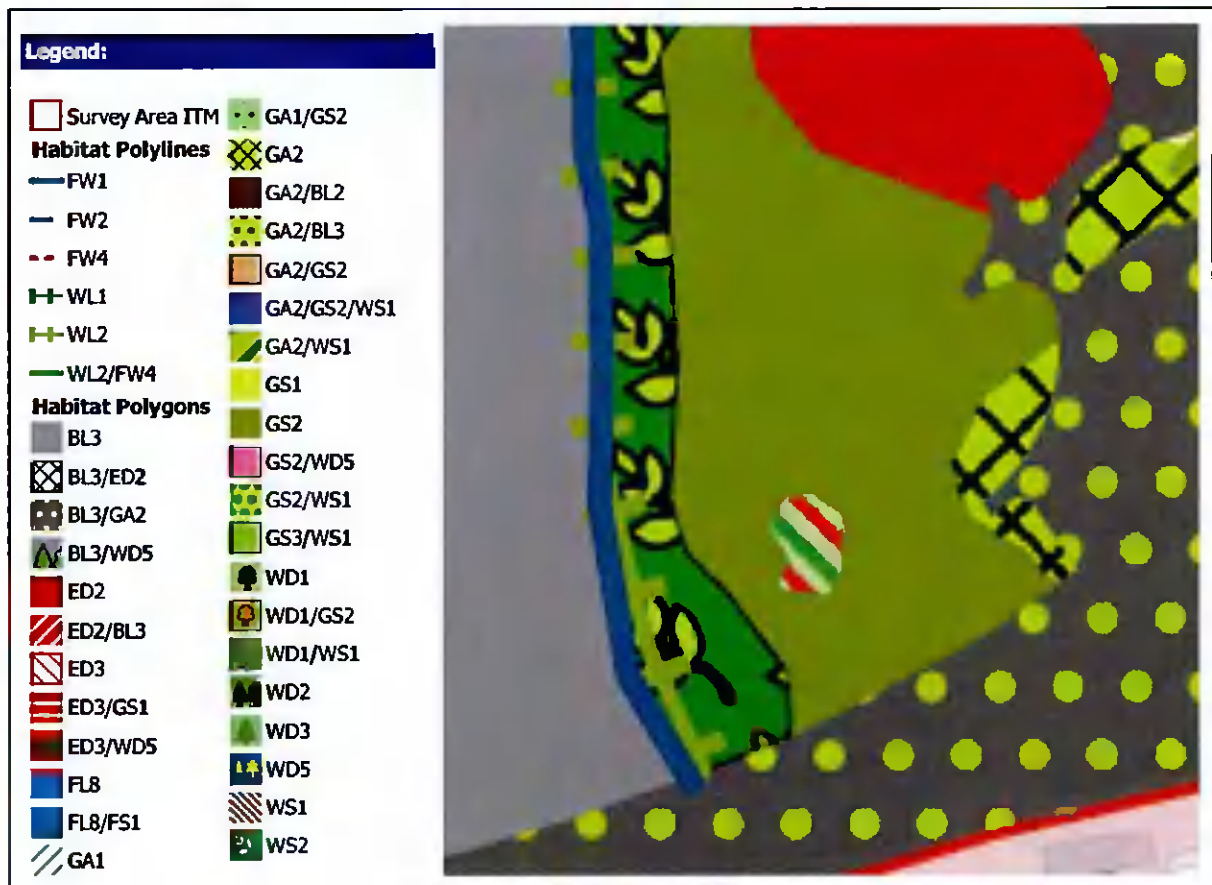 Legend:
Survey Area ITM
Habitat Polylines
FW1
FW2
FW4
WL1
WL2
WL2/FW4
Habitat Polygons
BL3
BL3/ED2
BL3/GA2
BL3/WD5
ED2
ED2/BL3
ED3
ED3/GS1
ED3/WD5
FL8
FL8/FS1
GA1
GA1/GS2
GA2
GA2/BL2
GA2/BL3
GA2/GS2
GA2/GS2/WS1
GA2/WS1
GS1
GS2
GS2/WD5
GS2/WS1
GS3/WS1
WD1
WD1/GS2
WD1/WS1
WD2
WD3
WD5
WS1
WS2